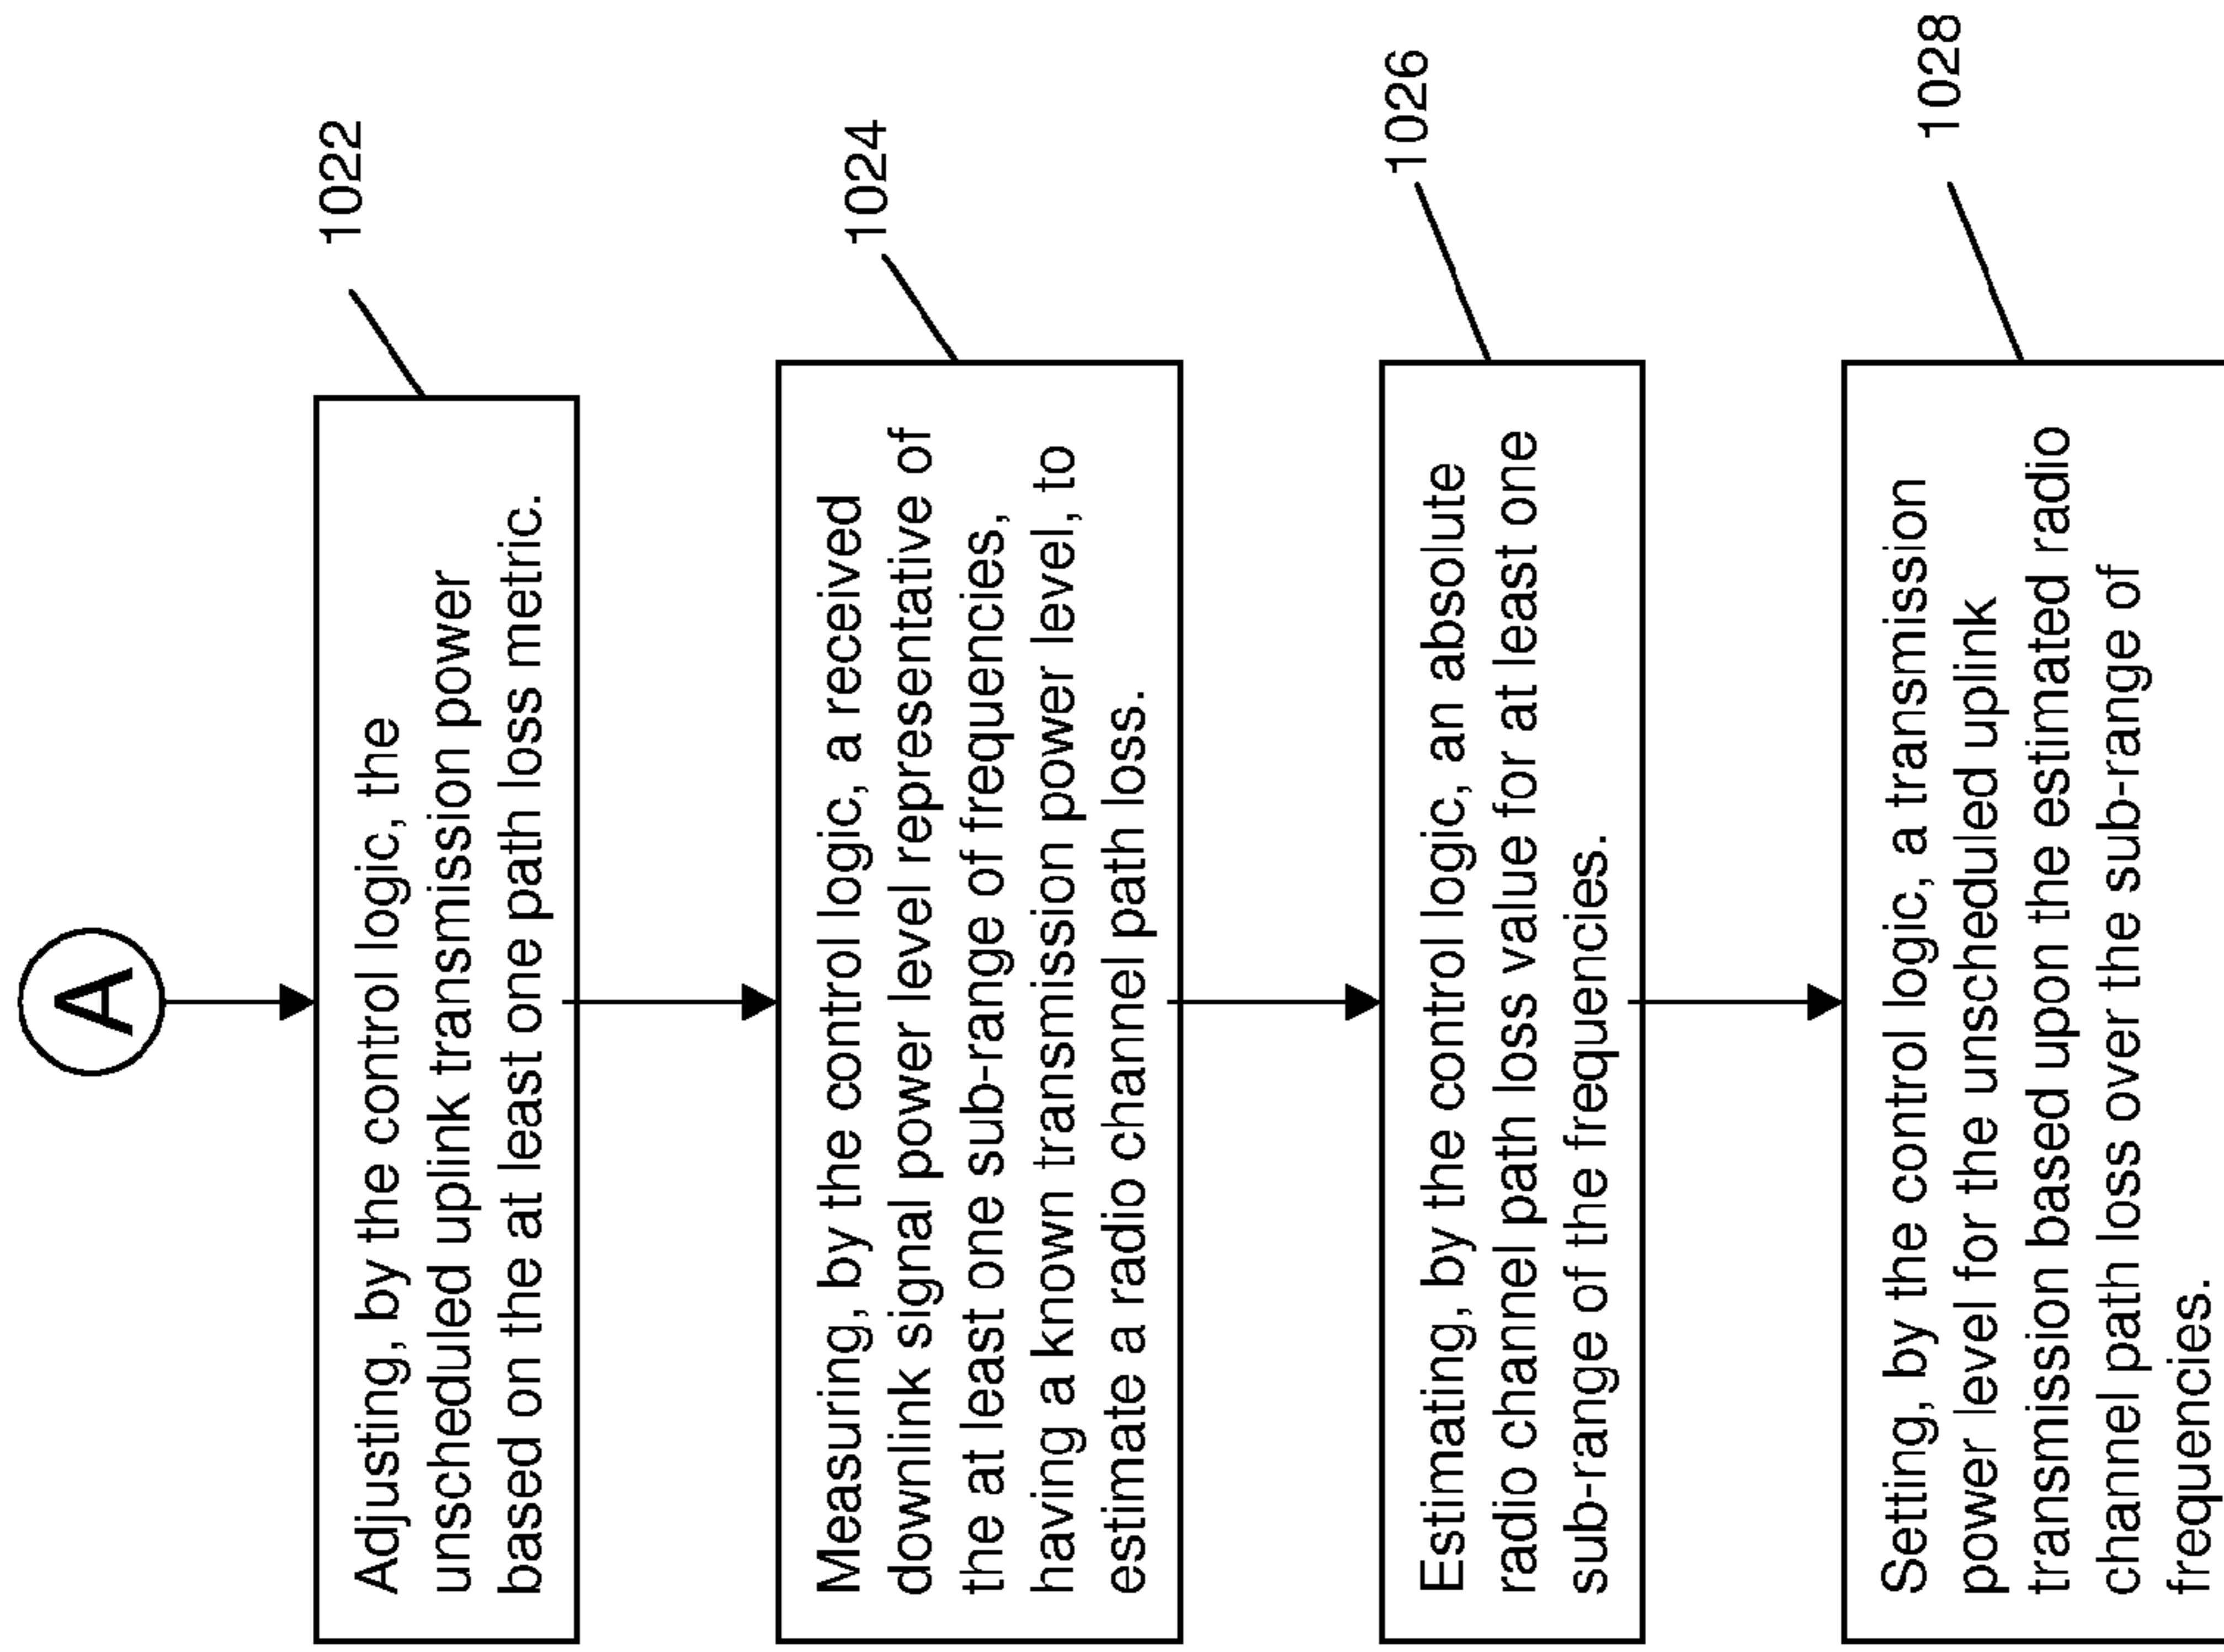 A
Adjusting, by the control logic, the
unscheduled uplink transmission power
based on the at least one path loss metric.
1022
Measuring, by the control logic, a received
downlink signal power level representative of
the at least one sub-range of frequencies,
having a known transmission power level, to
estimate a radio channel path loss.
1024
Estimating, by the control logic, an absolute
radio channel path loss value for at least one
sub-range of the frequencies.
1026
Setting, by the control logic, a transmission
power level for the unscheduled uplink
transmission based upon the estimated radio
channel path loss over the sub-range of
frequencies.
1028